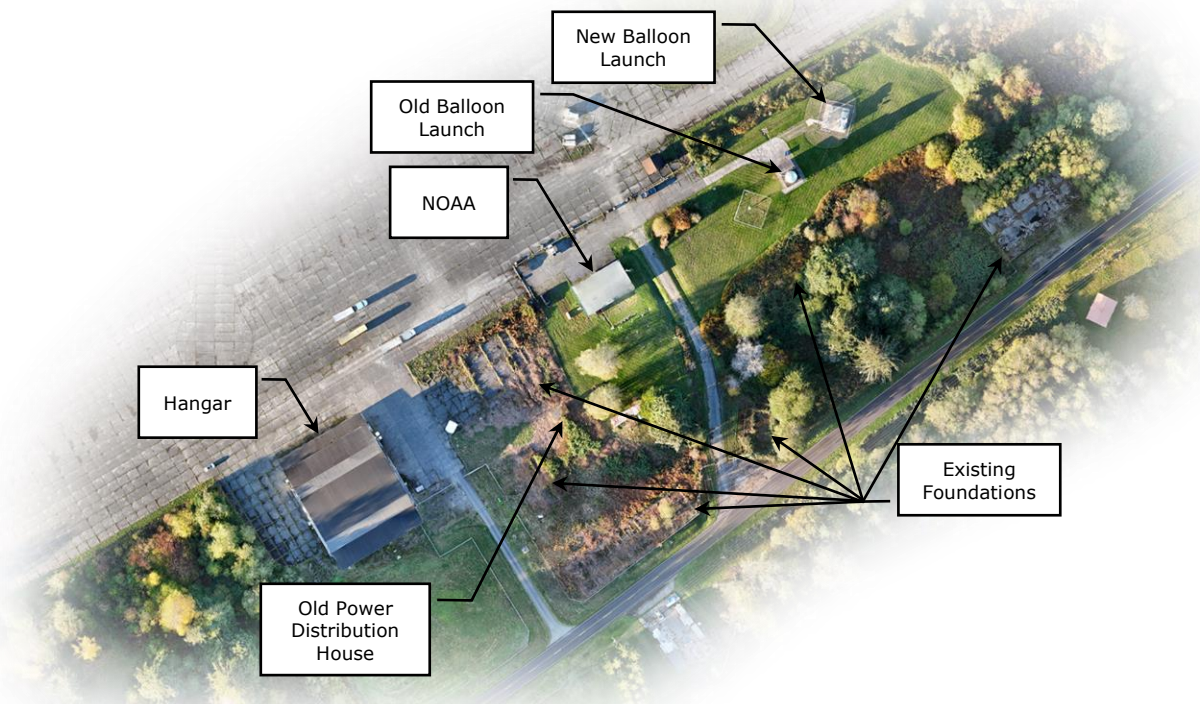 New Balloon
Launch
Old Balloon
Launch
NOAA
Hangar
Existing
Foundations
Old Power
Distribution
House